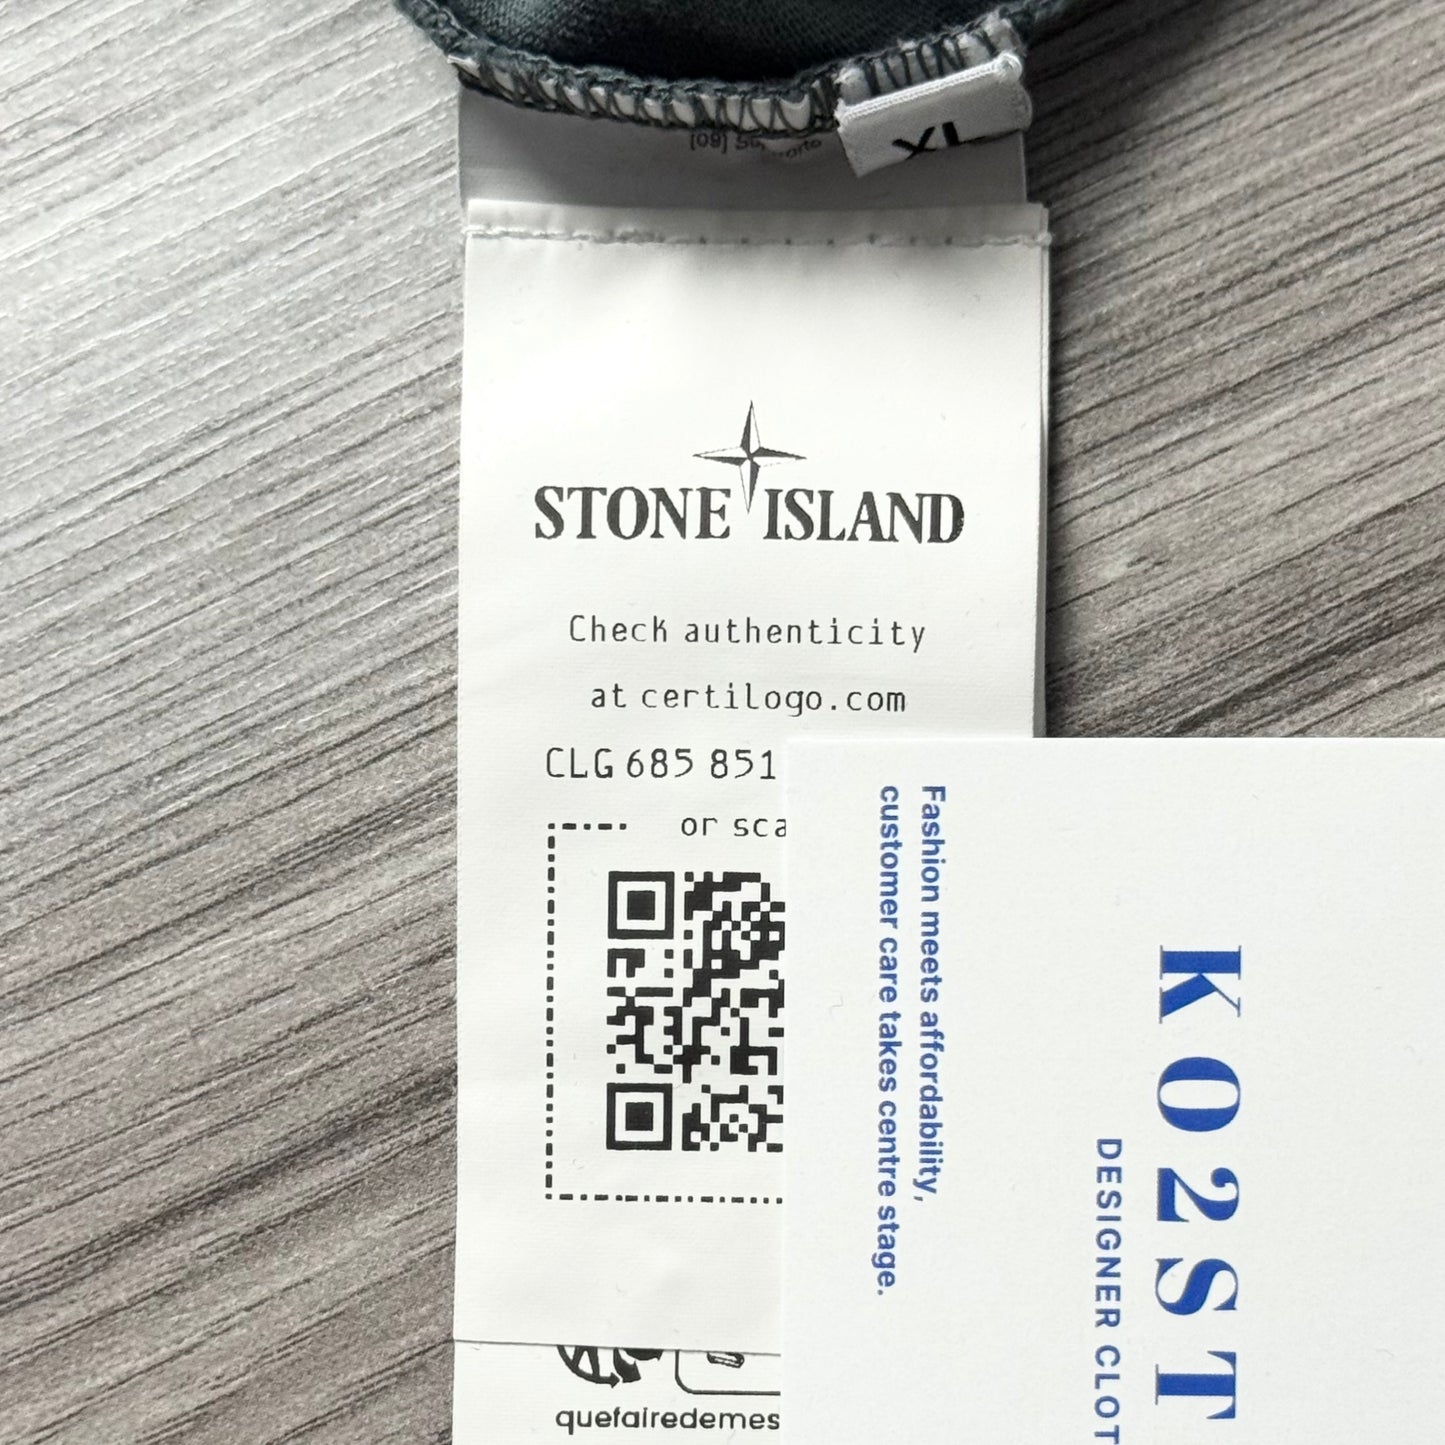 XL
STONE ISLAND
Check authenticity
at certilogo.com
CLG 685 851
or sca
quefairedemes
Fashion meets affordability,
customer care takes centre stage.
KO2ST
DESIGNER CLOT